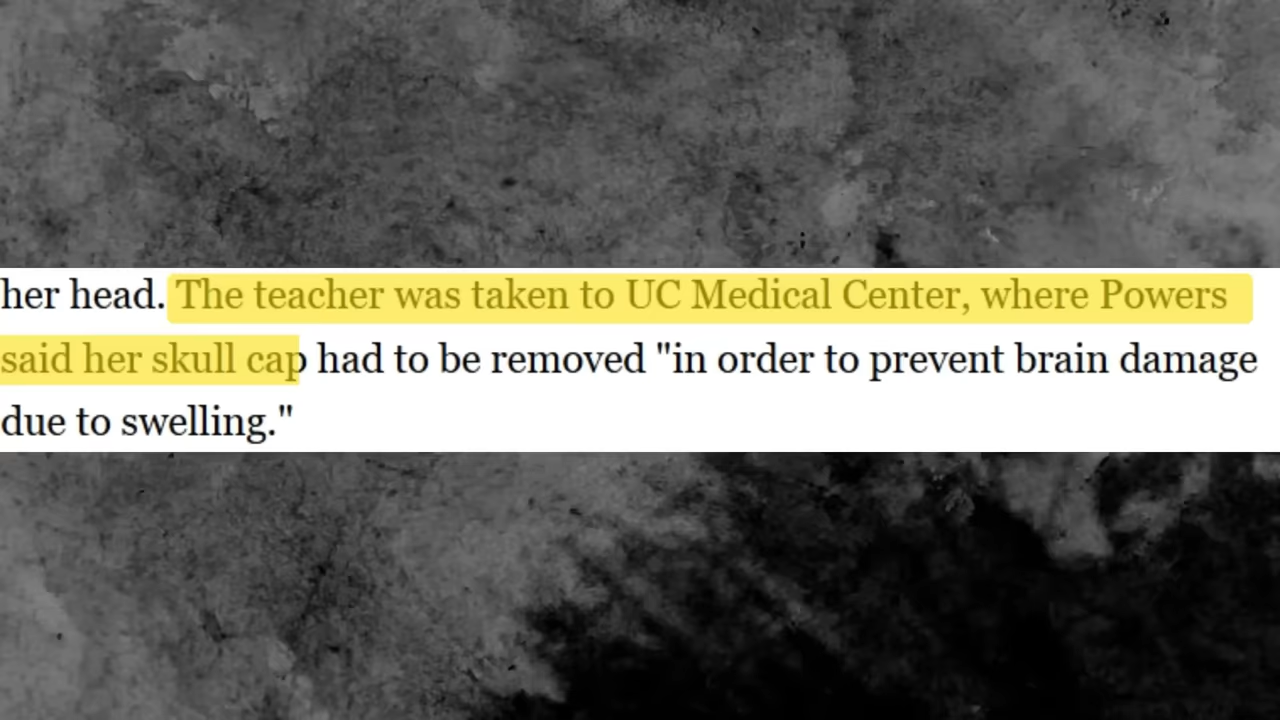 her head. The teacher was taken to UC Medical Center, where Powers
said her skull cap had to be removed "in order to prevent brain damage
due to swelling."